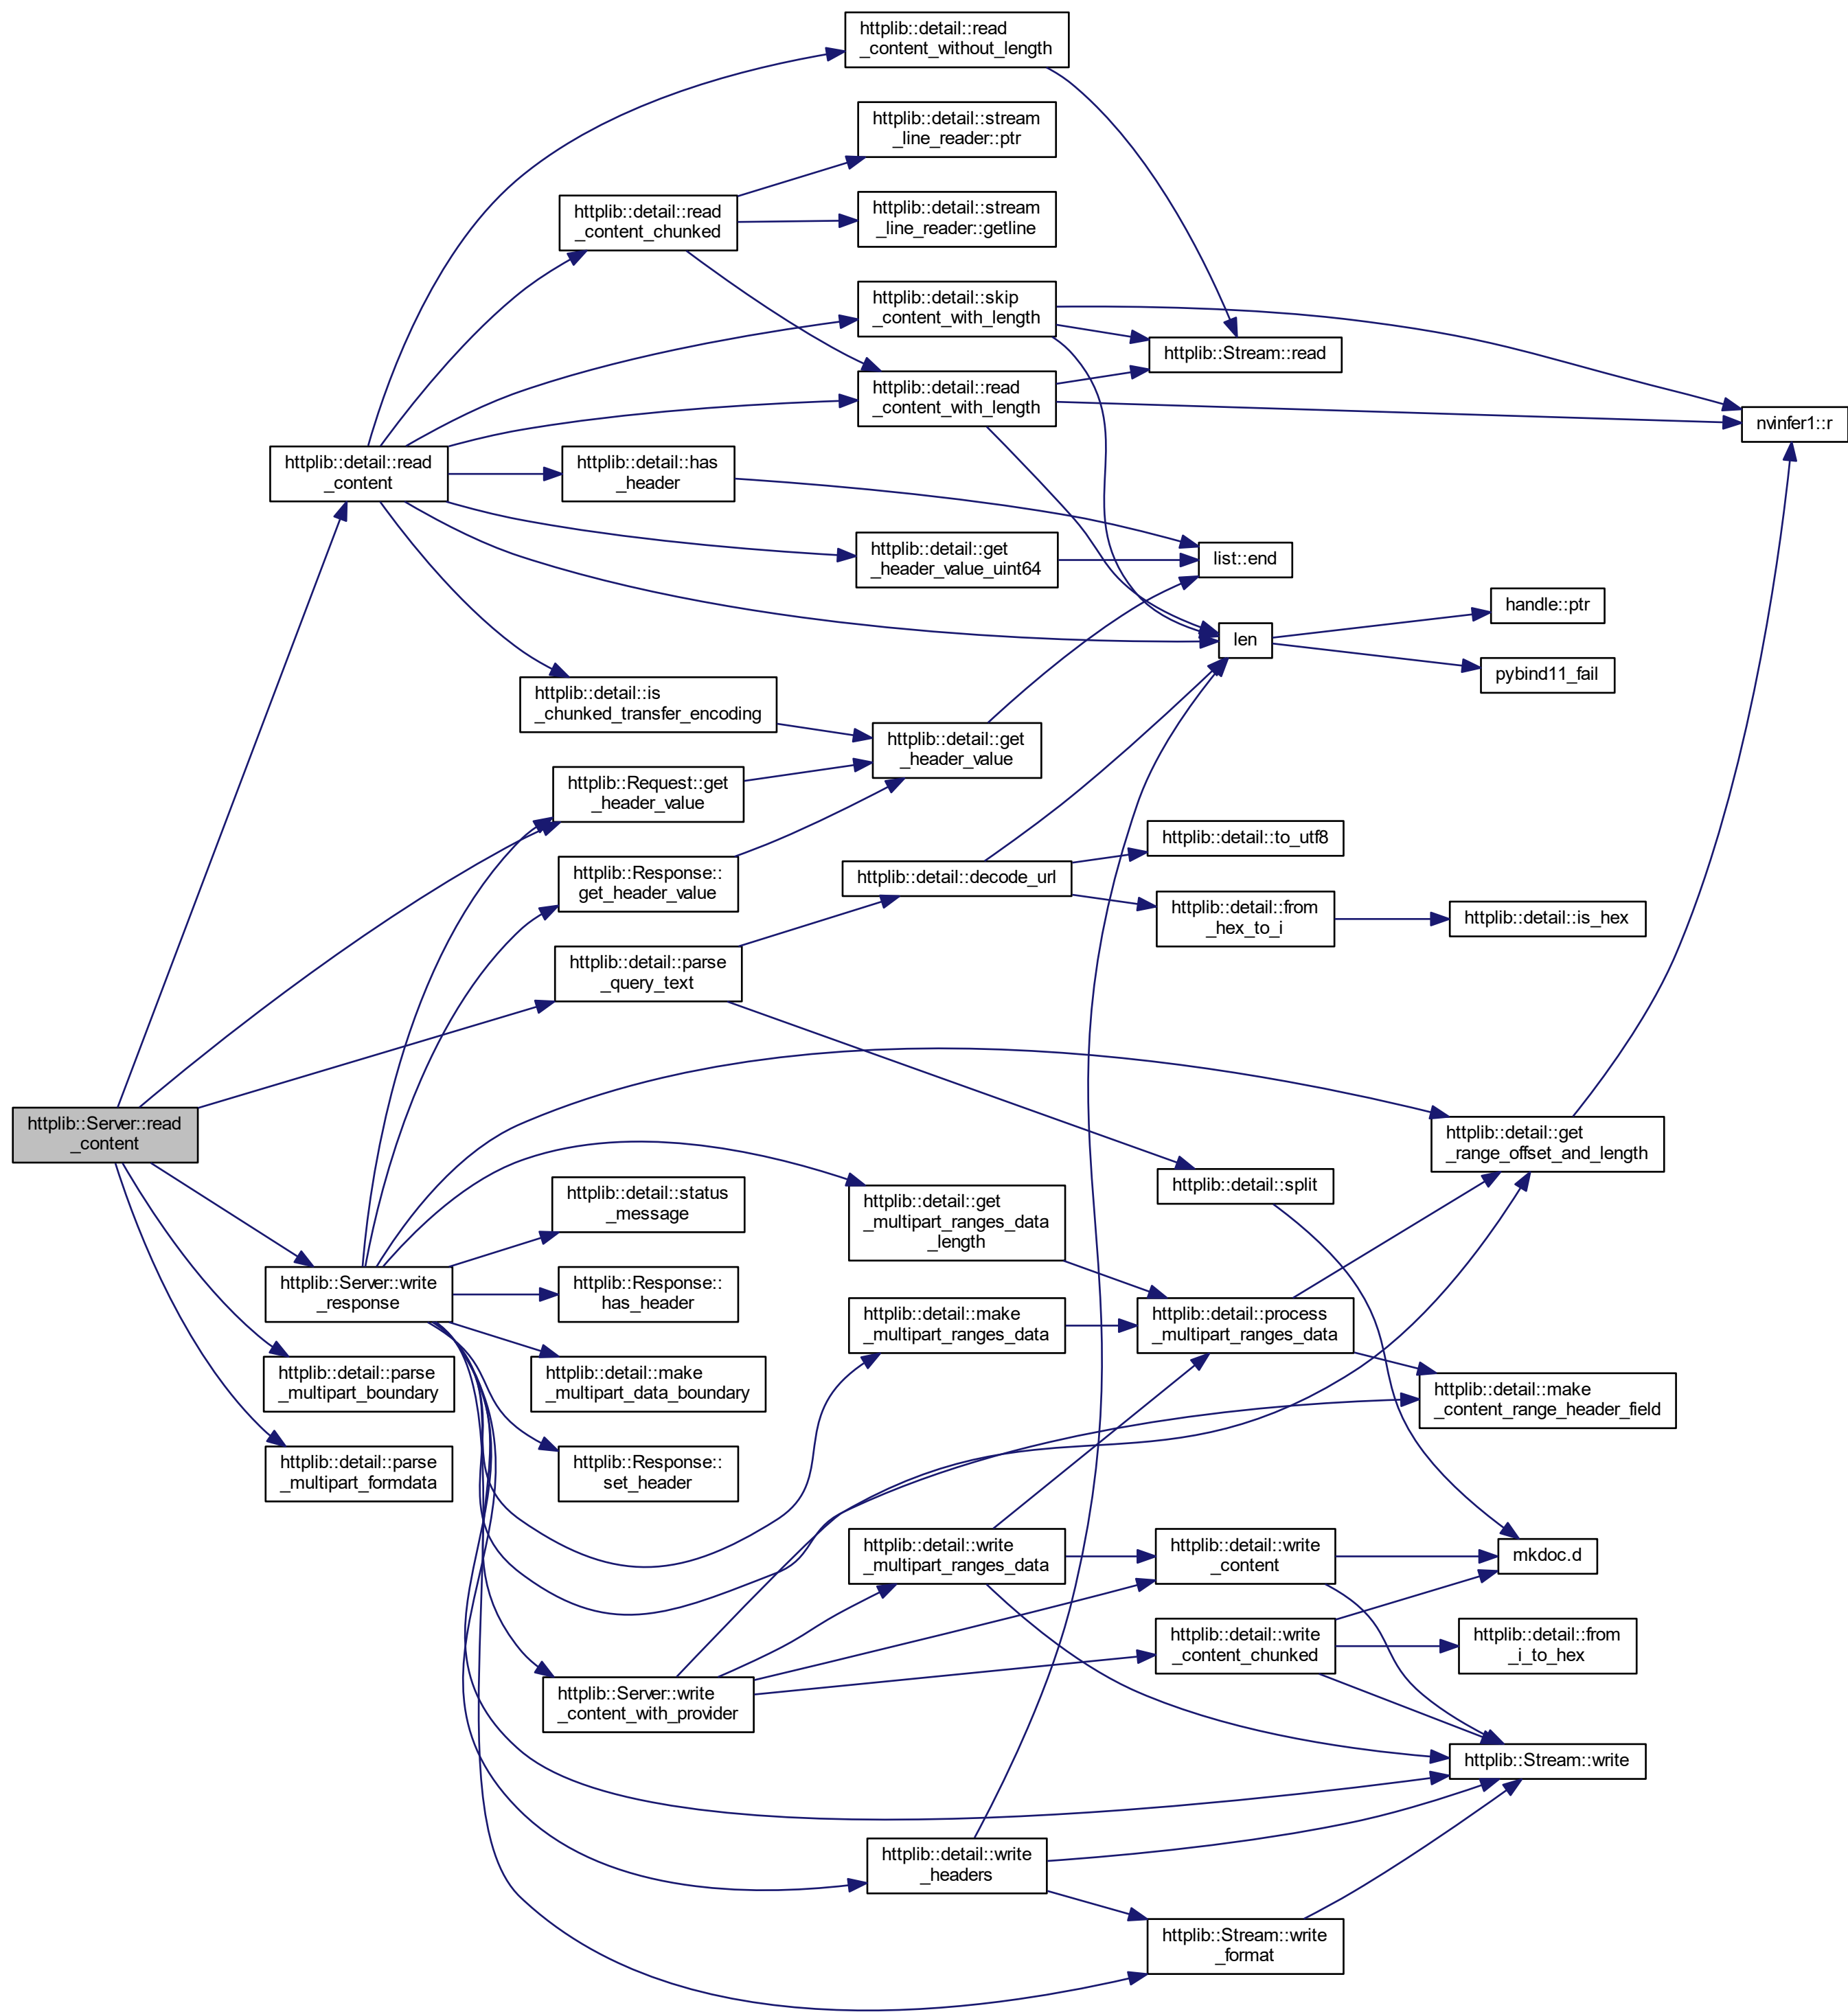 httplib::detail::read
_content_without_length
httplib::detail::stream
_line_reader::ptr
httplib::detail::read
_content_chunked
httplib::detail::stream
_line_reader::getline
httplib::detail::skip
_content_with_length
httplib::Stream::read
httplib::detail::read
_content_with_length
nvinfer1::r
httplib::detail::read
_content
httplib::detail::has
_header
httplib::detail::get
_header_value_uint64
list::end
handle::ptr
len
pybind11_fail
httplib::detail::is
_chunked_transfer_encoding
httplib::detail::get
_header_value
httplib::Request::get
_header_value
httplib::detail::to_utf8
httplib::Response::
get_header_value
httplib::detail::decode_url
httplib::detail::from
_hex_to_i
httplib::detail::is_hex
httplib::detail::parse
_query_text
httplib::Server::read
_content
httplib::detail::get
_range_offset_and_length
httplib::detail::split
httplib::detail::status
_message
httplib::detail::get
_multipart_ranges_data
_length
httplib::Server::write
_response
httplib::Response::
has_header
httplib::detail::make
_multipart_ranges_data
httplib::detail::process
_multipart_ranges_data
httplib::detail::parse
_multipart_boundary
httplib::detail::make
_multipart_data_boundary
httplib::detail::make
_content_range_header_field
httplib::detail::parse
_multipart_formdata
httplib::Response::
set_header
httplib::detail::write
_multipart_ranges_data
httplib::detail::write
_content
mkdoc.d
httplib::detail::write
_content_chunked
httplib::detail::from
_i_to_hex
httplib::Server::write
_content_with_provider
httplib::Stream::write
httplib::detail::write
_headers
httplib::Stream::write
_format